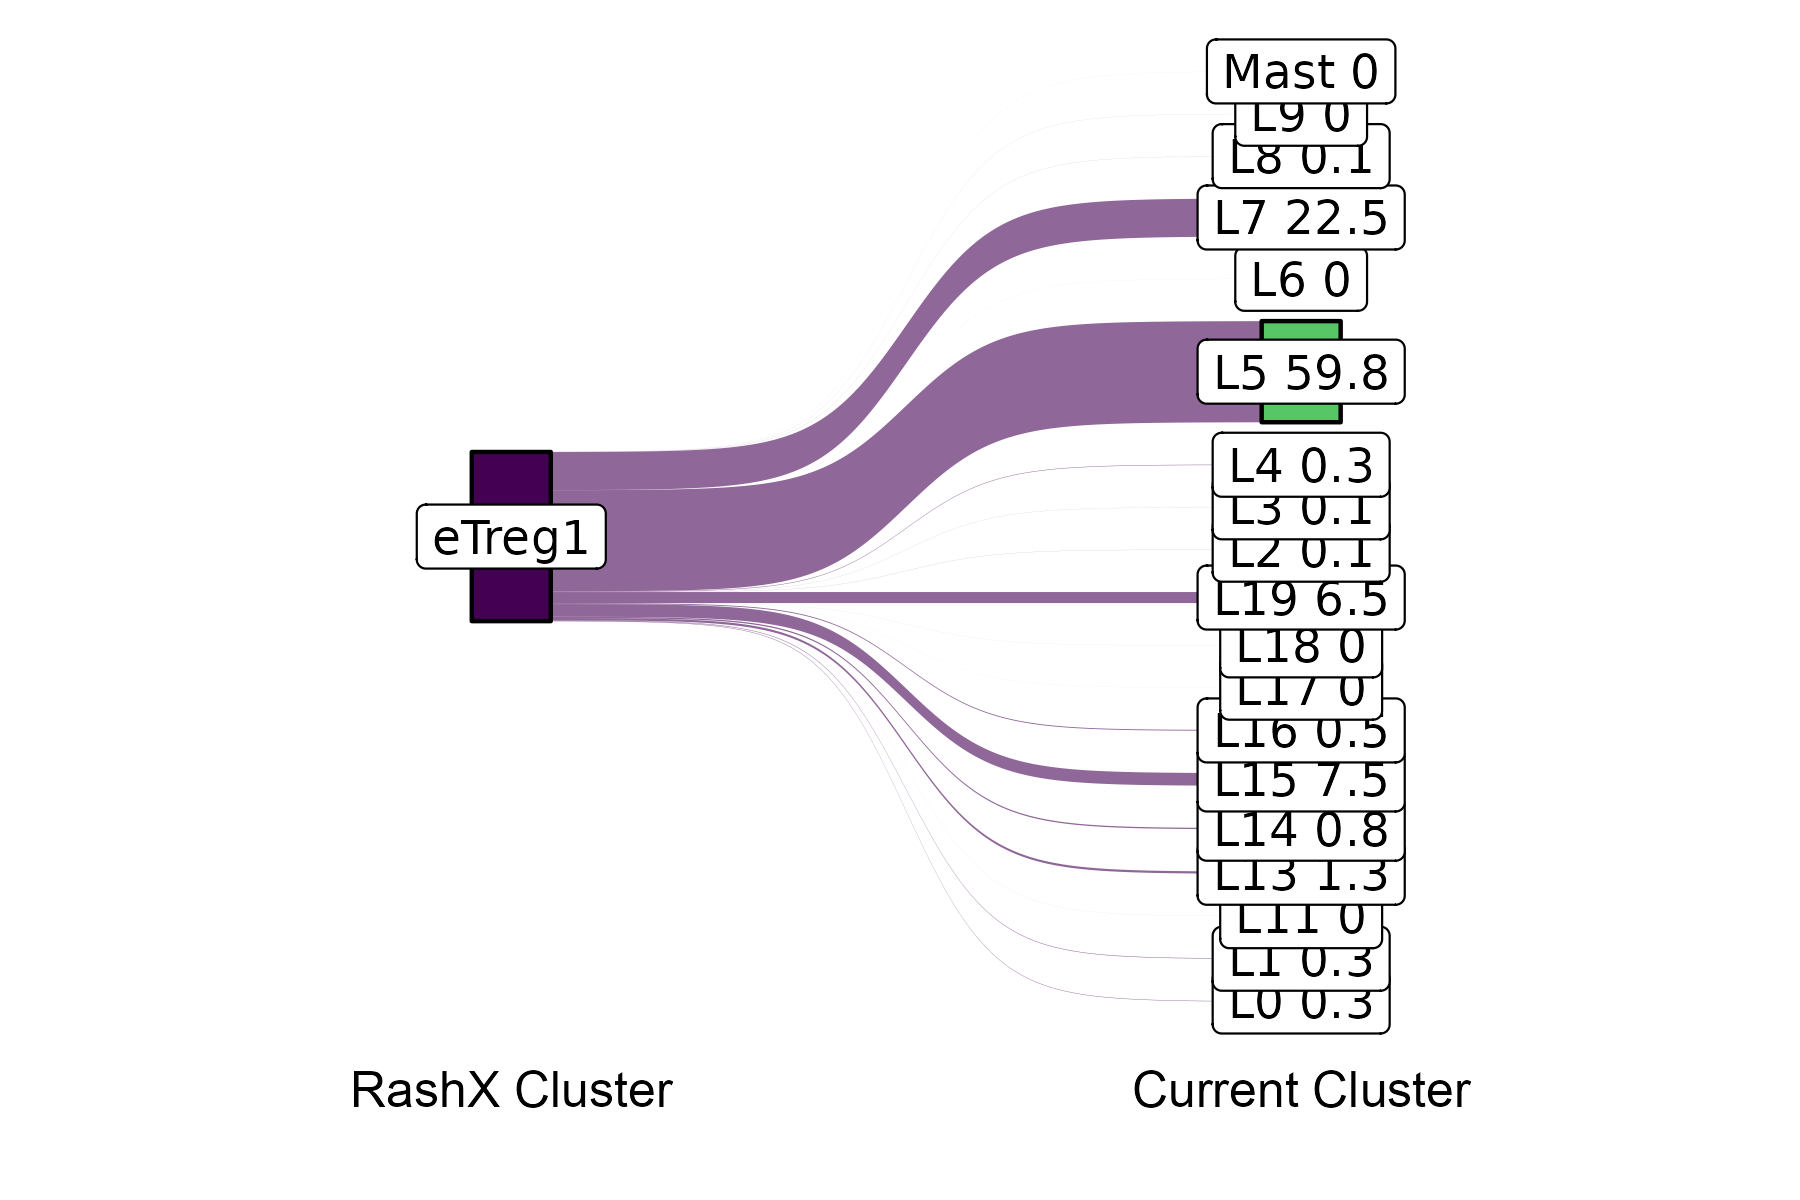 Mast 0
L9 0
L8 0.1
L7 22.5
L6 0
L5 59.8
L4 0.3
L3 0.1
L2 0.1
L19 6.5
L18 0
L17 0
L16 0.5
L15 7.5
L14 0.8
L13 1.3
L11 0
L1 0.3
L0 0.3
eTreg1
RashX Cluster
Current Cluster